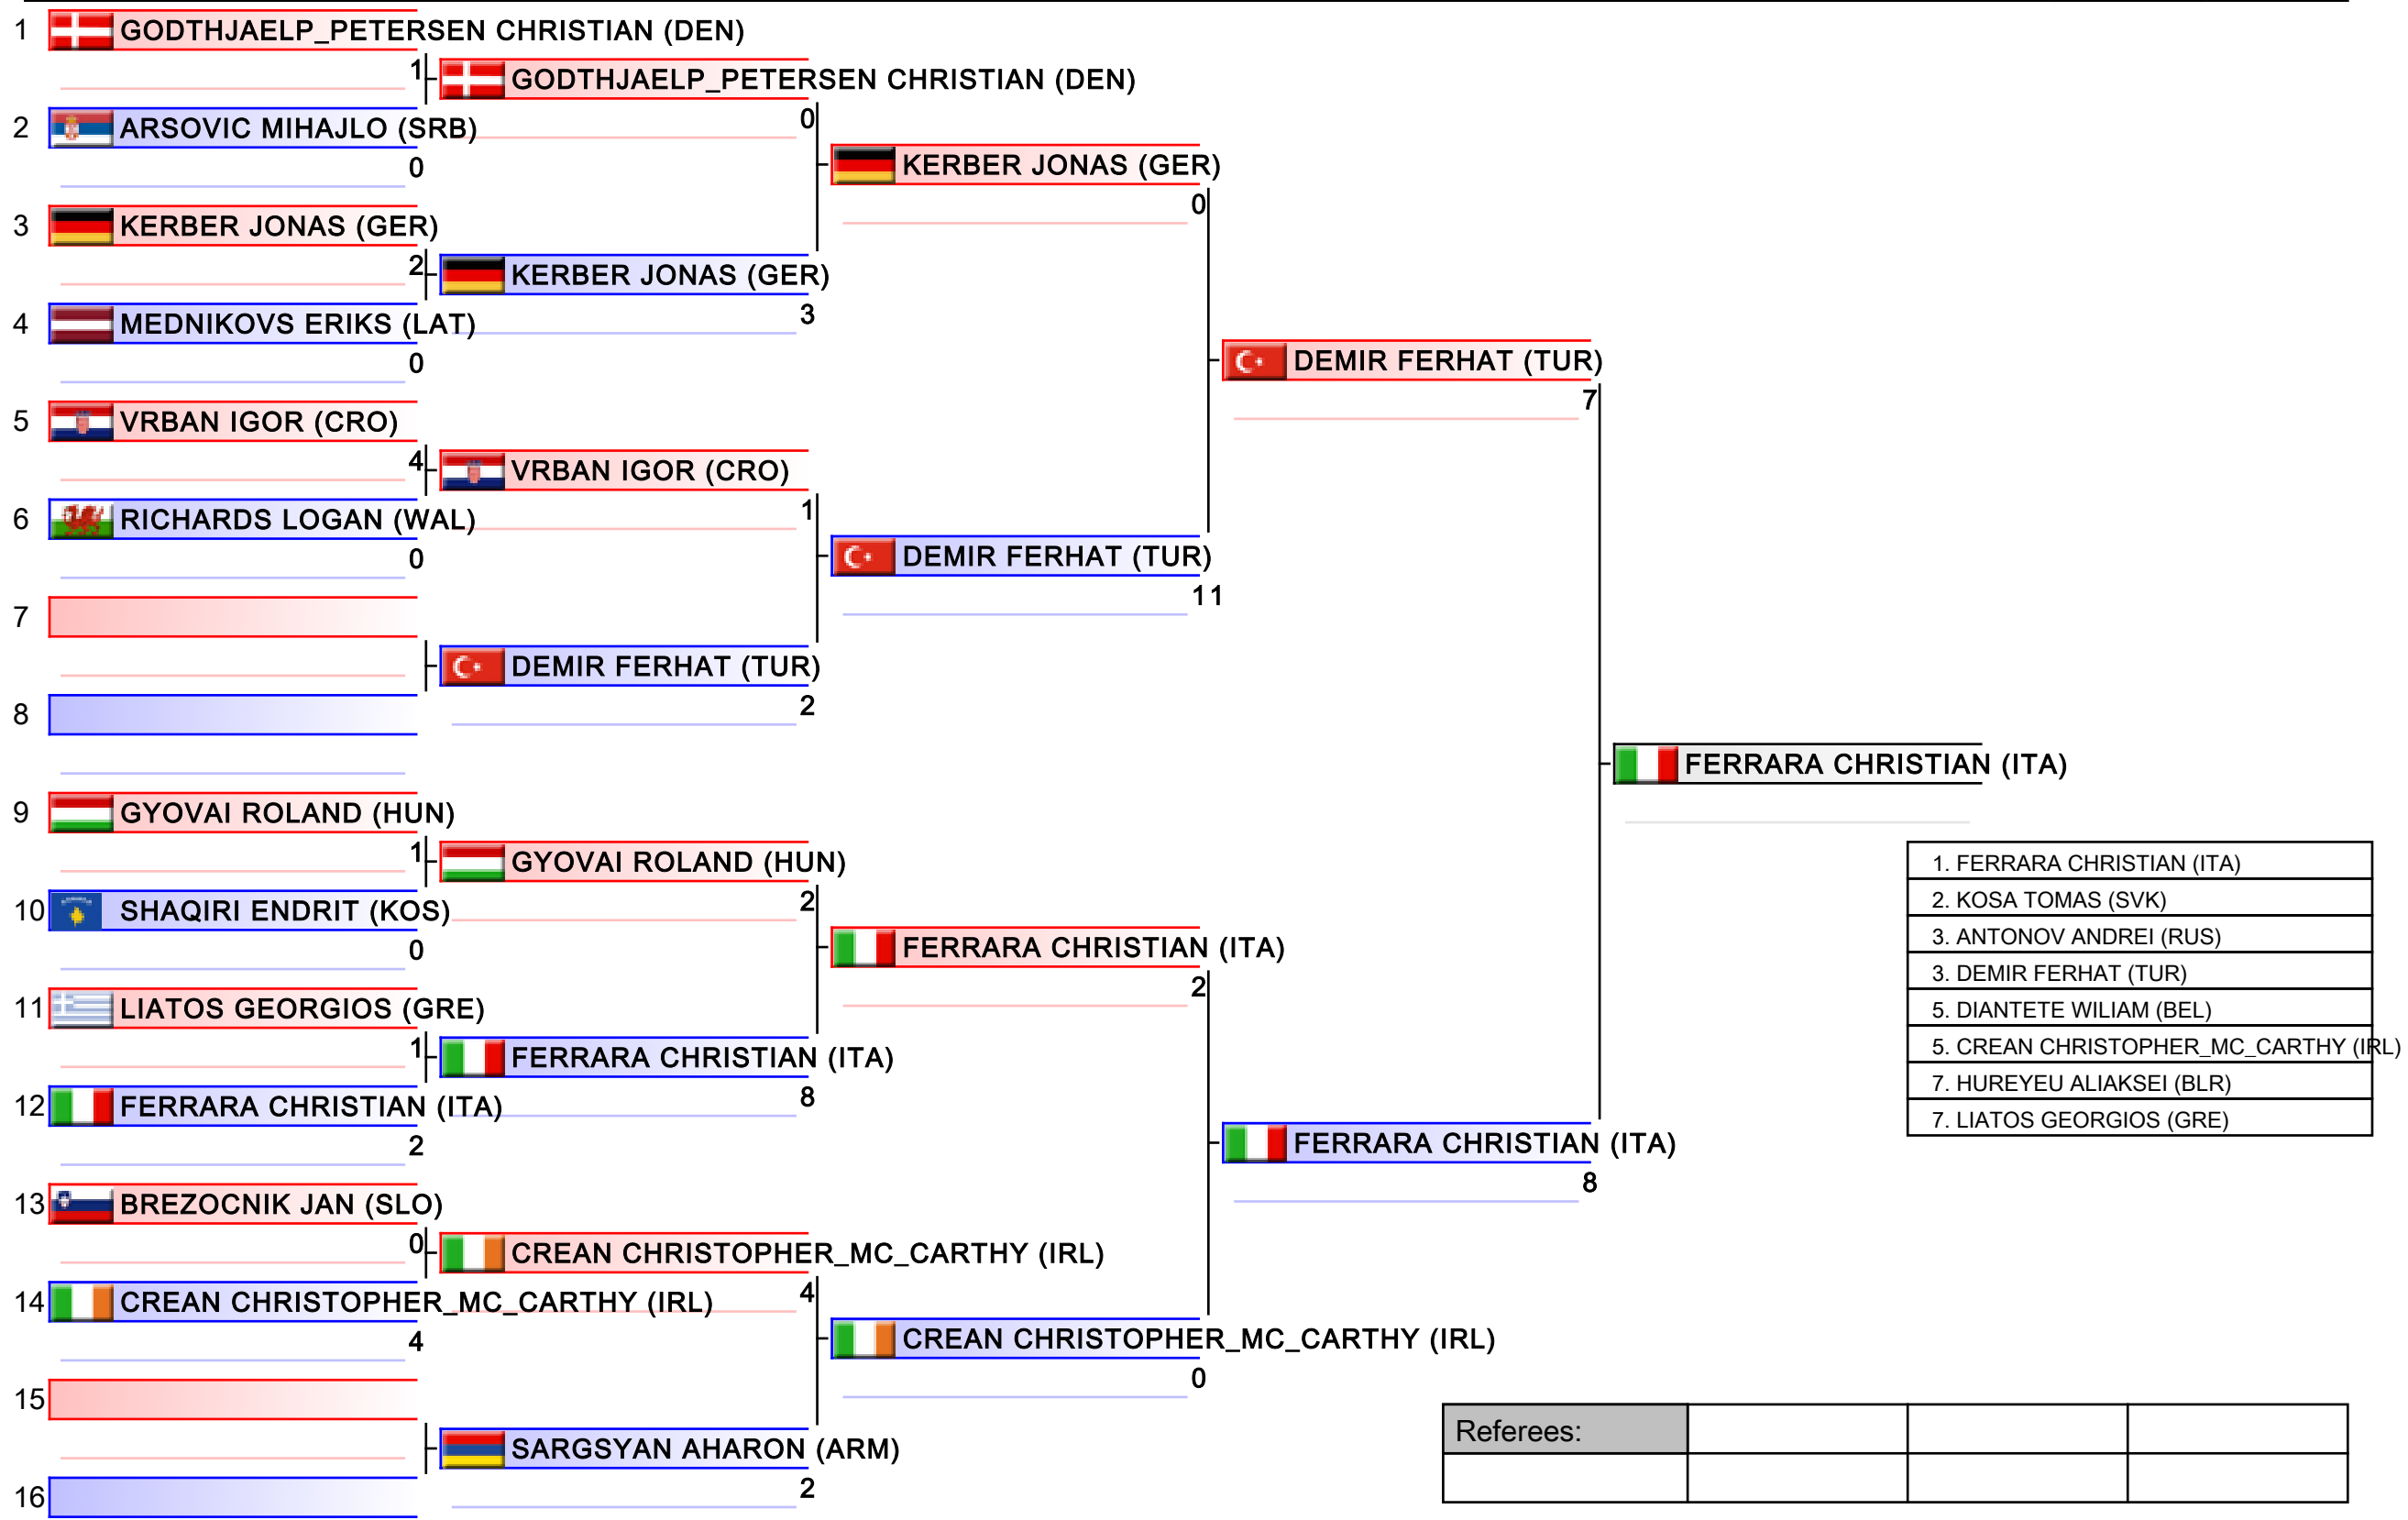 1 GODTHJAELP_PETERSEN CHRISTIAN (DEN)
1 GODTHJAELP_PETERSEN CHRISTIAN (DEN)
2 ARSOVIC MIHAJLO (SRB)
0
0
KERBER JONAS (GER)
0
3 KERBER JONAS (GER)
2 KERBER JONAS (GER)
3
4 MEDNIKOVS ERIKS (LAT)
0
DEMIR FERHAT (TUR)
7
5 VRBAN IGOR (CRO)
4 VRBAN IGOR (CRO)
1
6 RICHARDS LOGAN (WAL)
0
DEMIR FERHAT (TUR)
11
7
DEMIR FERHAT (TUR)
2
8
FERRARA CHRISTIAN (ITA)
9 GYOVAI ROLAND (HUN)
1 GYOVAI ROLAND (HUN)
2
10 SHAQIRI ENDRIT (KOS)
0
FERRARA CHRISTIAN (ITA)
2
11 LIATOS GEORGIOS (GRE)
1 FERRARA CHRISTIAN (ITA)
8
12 FERRARA CHRISTIAN (ITA)
2
FERRARA CHRISTIAN (ITA)
8
1. FERRARA CHRISTIAN (ITA)
2. KOSA TOMAS (SVK)
3. ANTONOV ANDREI (RUS)
3. DEMIR FERHAT (TUR)
5. DIANTETE WILIAM (BEL)
5. CREAN CHRISTOPHER_MC_CARTHY (IRL)
7. HUREYEU ALIAKSEI (BLR)
7. LIATOS GEORGIOS (GRE)
13 BREZOCNIK JAN (SLO)
0 CREAN CHRISTOPHER_MC_CARTHY (IRL)
4
14 CREAN CHRISTOPHER_MC_CARTHY (IRL)
4
CREAN CHRISTOPHER_MC_CARTHY (IRL)
0
15
SARGSYAN AHARON (ARM)
2
16
Referees: